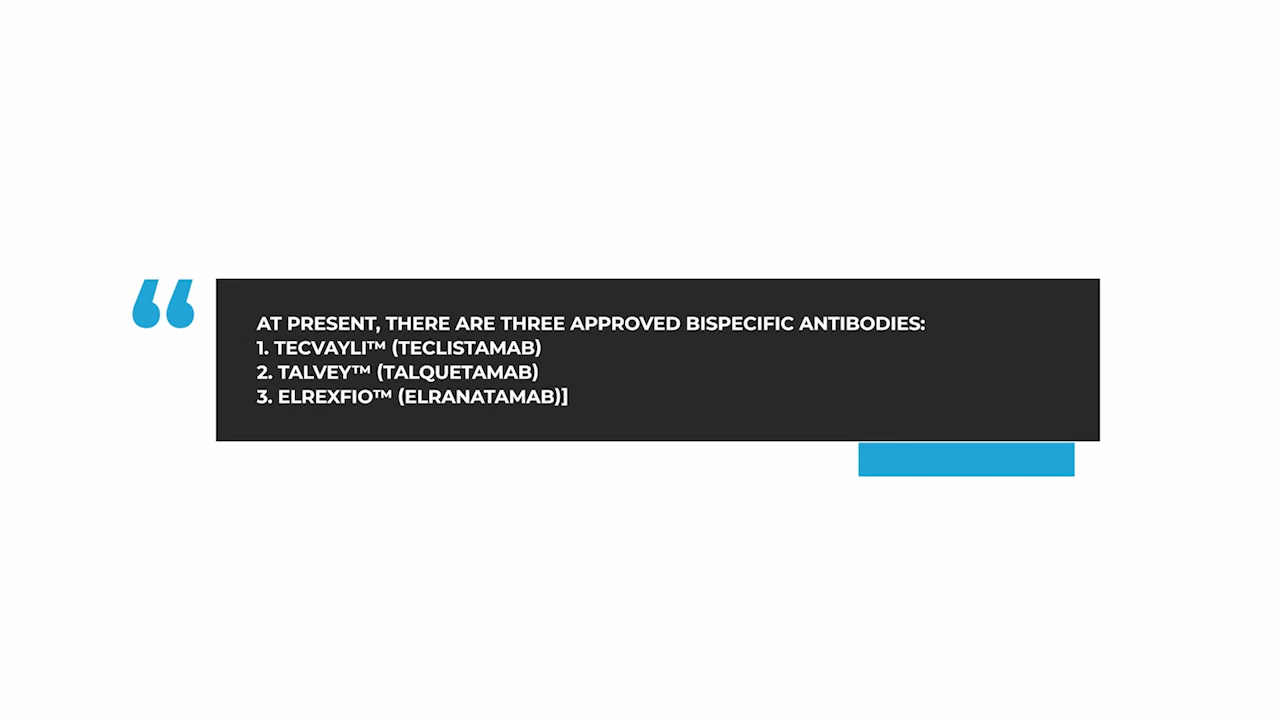 AT PRESENT, THERE ARE THREE APPROVED BISPECIFIC ANTIBODIES:
1. TECVAYLI™ (TECLISTAMAB)
2. TALVEY™ (TALQUETAMAB)
3. ELREXFIO™ (ELRANATAMAB)]